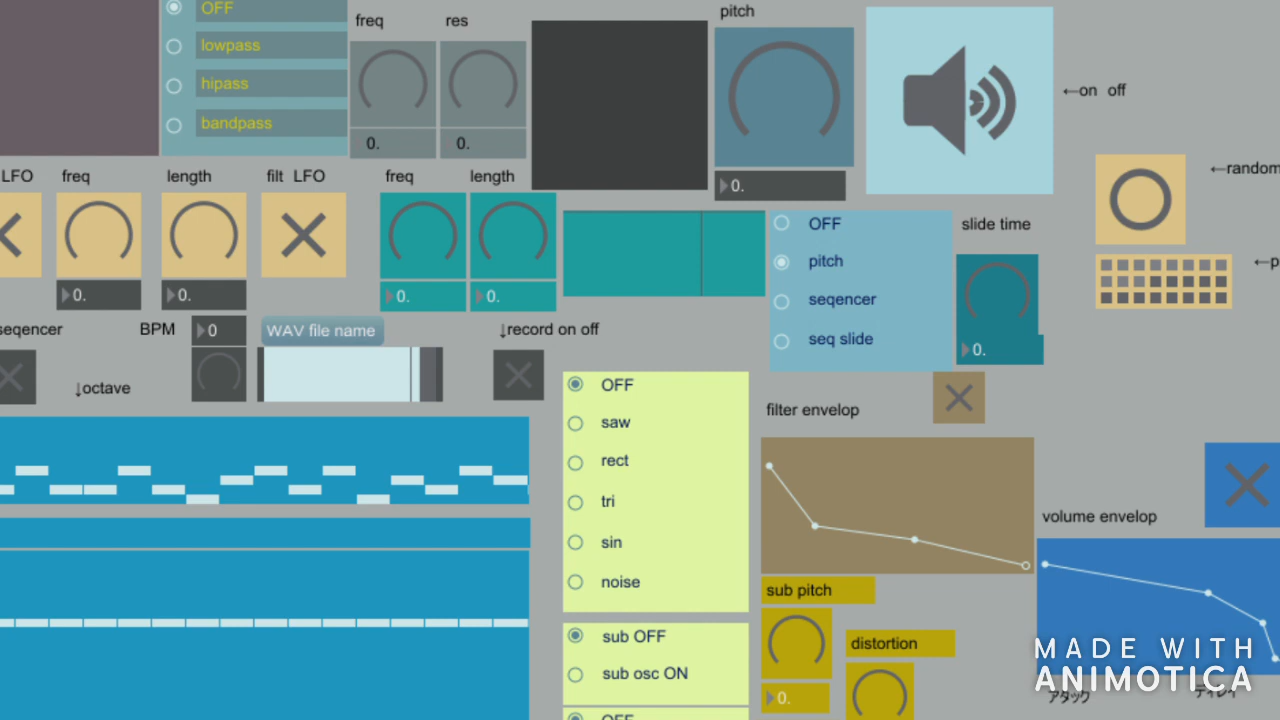 OFF
lowpass
hipass
bandpass
freq
res
0.
0.
pitch
0.
←on off
←random
LFO
freq
length
filt LFO
freq
length
0.
0.
0.
0.
OFF
pitch
seqencer
seq slide
slide time
0.
←p
seqencer
BPM
0
WAV file name
↓record on off
↓octave
OFF
saw
rect
tri
sin
noise
sub OFF
sub osc ON
OFF
filter envelop
volume envelop
sub pitch
0.
distortion
MADE WITH
ANIMOTICA
アタック
ディレイ